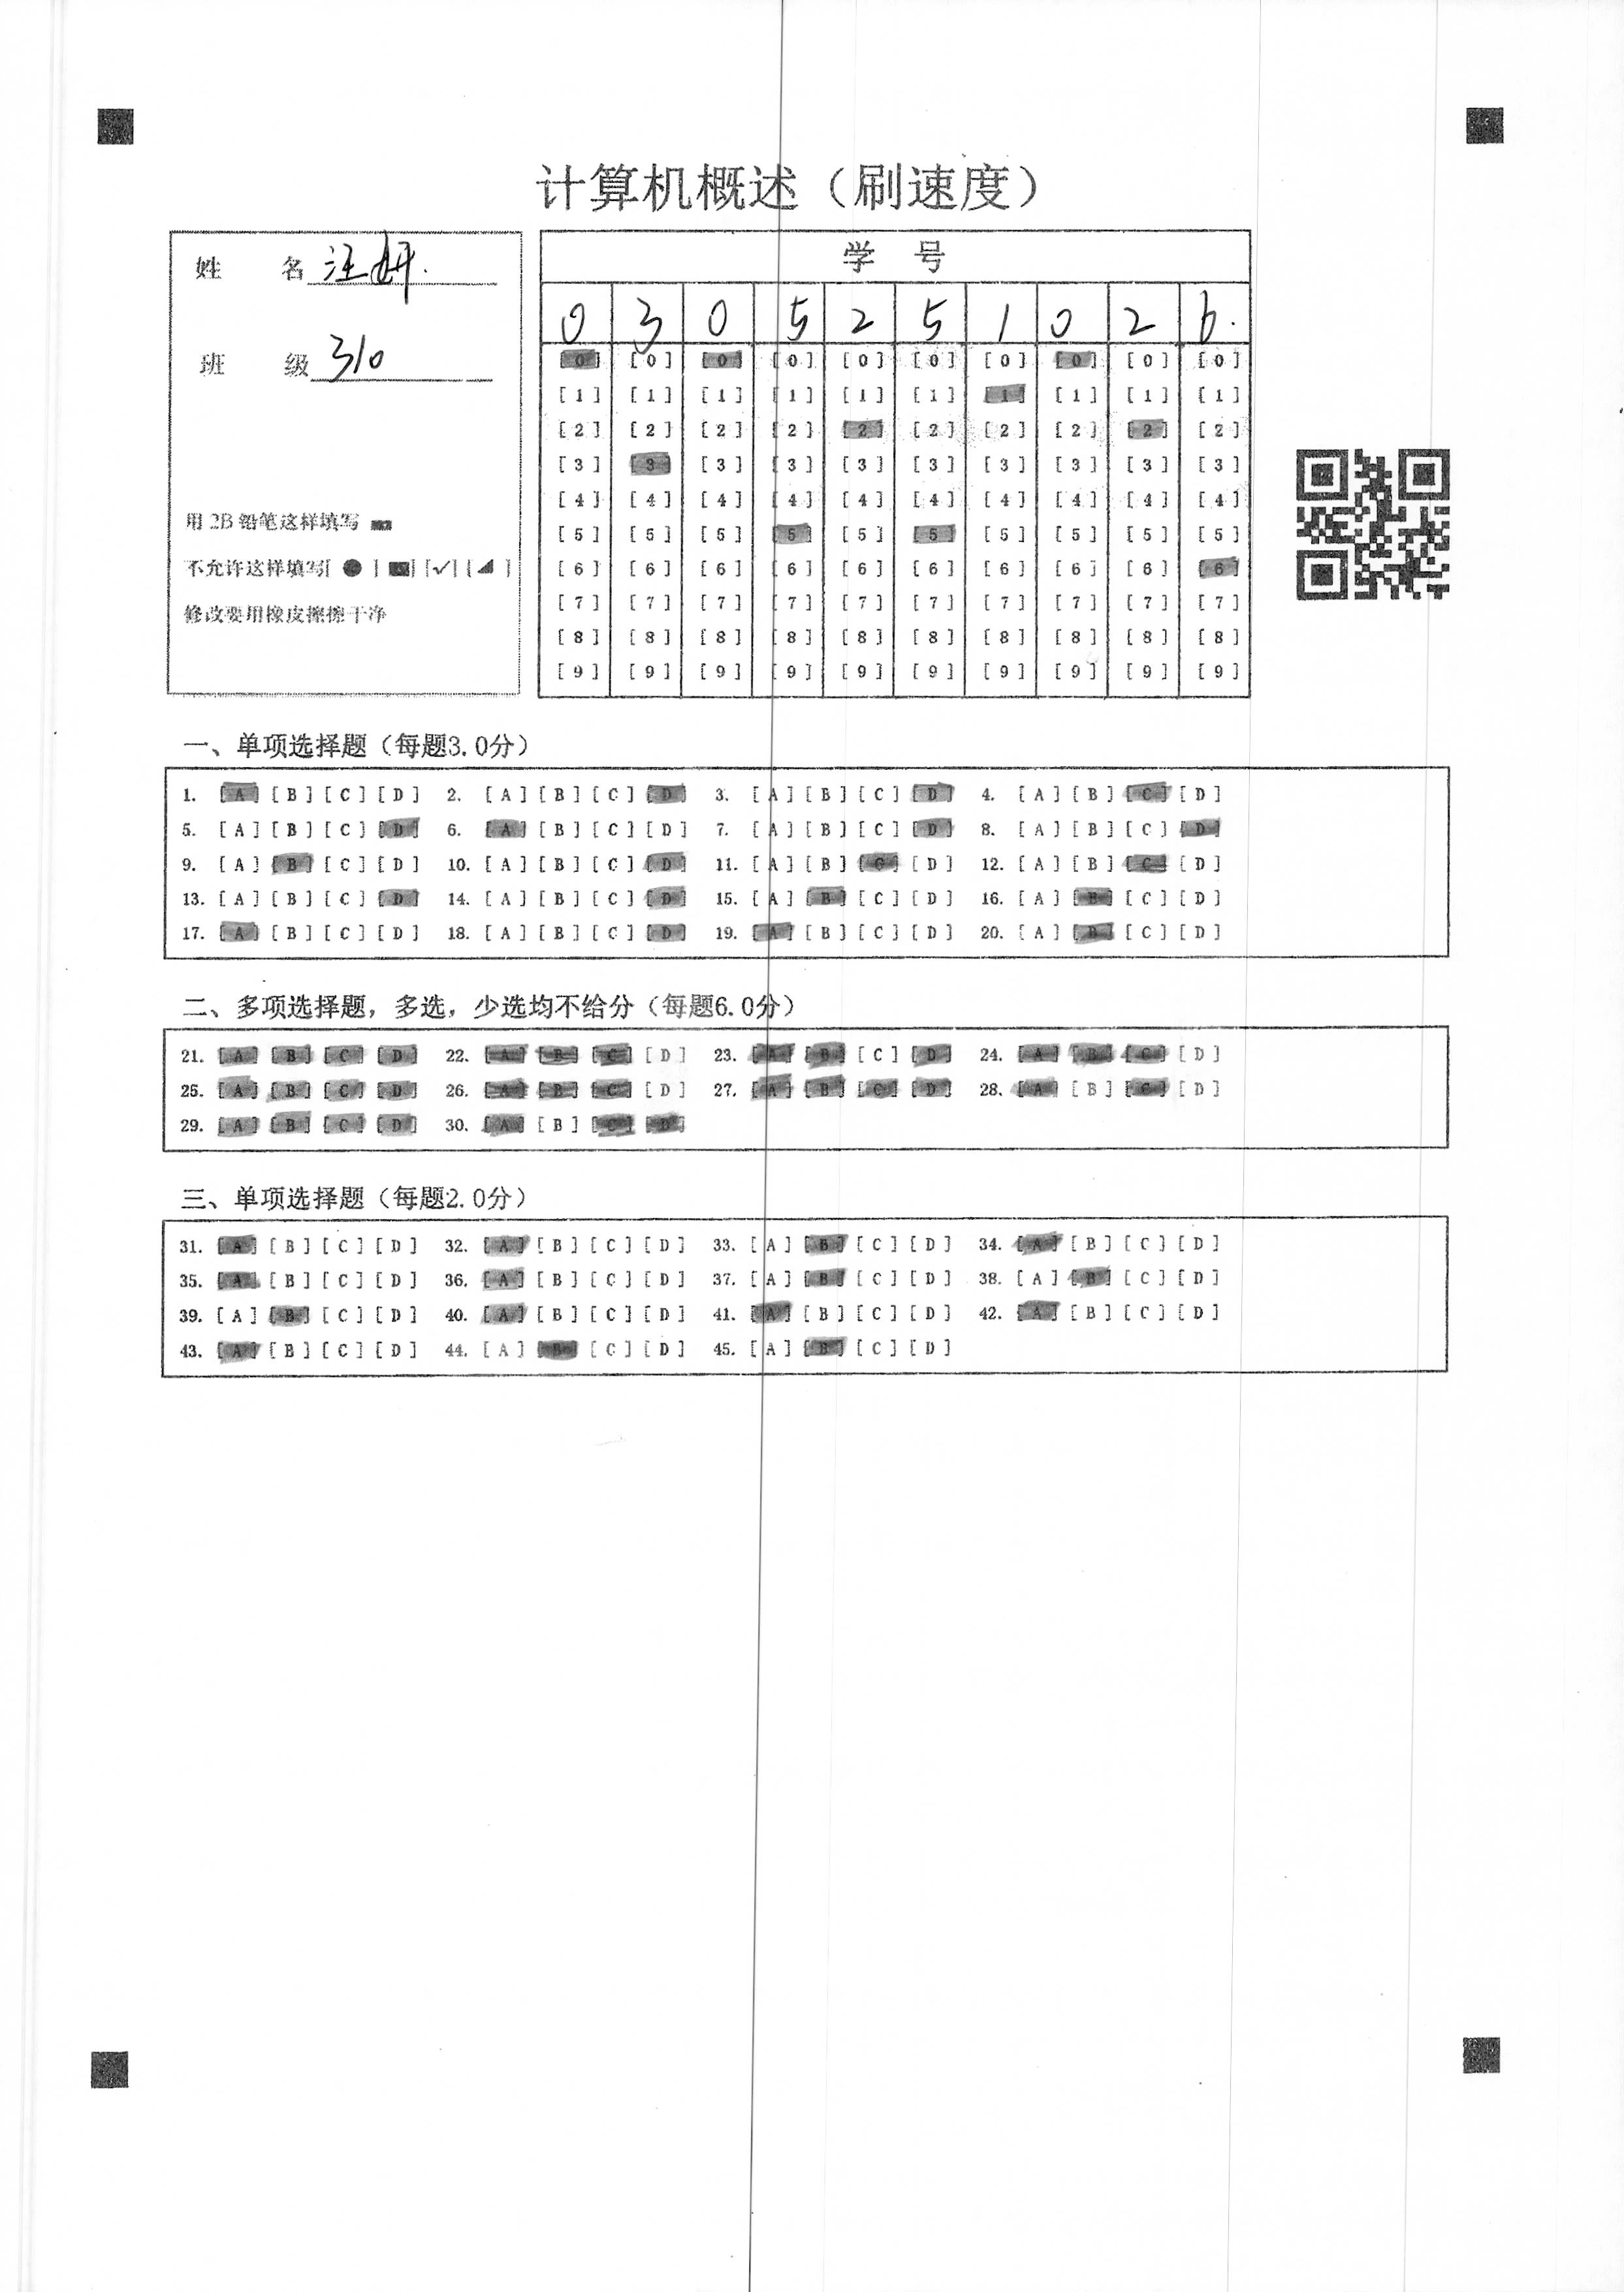 计算机概述（刷速度）
姓 名 汪妍.
班 级 310
用 2B 铅笔这样填写
不允许这样填写[ ● ] [■] [✓] [◢ ]
修改要用橡皮擦擦干净
学 号
0 3 0 5 2 5 1 0 2 6.
[0] [0] [0] [0] [0] [0] [0] [0] [0] [0]
[1] [1] [1] [1] [1] [1] [1] [1] [1] [1]
[2] [2] [2] [2] [2] [2] [2] [2] [2] [2]
[3] [3] [3] [3] [3] [3] [3] [3] [3] [3]
[4] [4] [4] [4] [4] [4] [4] [4] [4] [4]
[5] [5] [5] [5] [5] [5] [5] [5] [5] [5]
[6] [6] [6] [6] [6] [6] [6] [6] [6] [6]
[7] [7] [7] [7] [7] [7] [7] [7] [7] [7]
[8] [8] [8] [8] [8] [8] [8] [8] [8] [8]
[9] [9] [9] [9] [9] [9] [9] [9] [9] [9]
一、单项选择题（每题3.0分）
1. [A] [B] [C] [D] 2. [A] [B] [C] [D] 3. [A] [B] [C] [D] 4. [A] [B] [C] [D]
5. [A] [B] [C] [D] 6. [A] [B] [C] [D] 7. [A] [B] [C] [D] 8. [A] [B] [C] [D]
9. [A] [B] [C] [D] 10. [A] [B] [C] [D] 11. [A] [B] [C] [D] 12. [A] [B] [C] [D]
13. [A] [B] [C] [D] 14. [A] [B] [C] [D] 15. [A] [B] [C] [D] 16. [A] [B] [C] [D]
17. [A] [B] [C] [D] 18. [A] [B] [C] [D] 19. [A] [B] [C] [D] 20. [A] [B] [C] [D]
二、多项选择题，多选，少选均不给分（每题6.0分）
21. [A] [B] [C] [D] 22. [A] [B] [C] [D] 23. [A] [B] [C] [D] 24. [A] [B] [C] [D]
25. [A] [B] [C] [D] 26. [A] [B] [C] [D] 27. [A] [B] [C] [D] 28. [A] [B] [C] [D]
29. [A] [B] [C] [D] 30. [A] [B] [C] [D]
三、单项选择题（每题2.0分）
31. [A] [B] [C] [D] 32. [A] [B] [C] [D] 33. [A] [B] [C] [D] 34. [A] [B] [C] [D]
35. [A] [B] [C] [D] 36. [A] [B] [C] [D] 37. [A] [B] [C] [D] 38. [A] [B] [C] [D]
39. [A] [B] [C] [D] 40. [A] [B] [C] [D] 41. [A] [B] [C] [D] 42. [A] [B] [C] [D]
43. [A] [B] [C] [D] 44. [A] [B] [C] [D] 45. [A] [B] [C] [D]